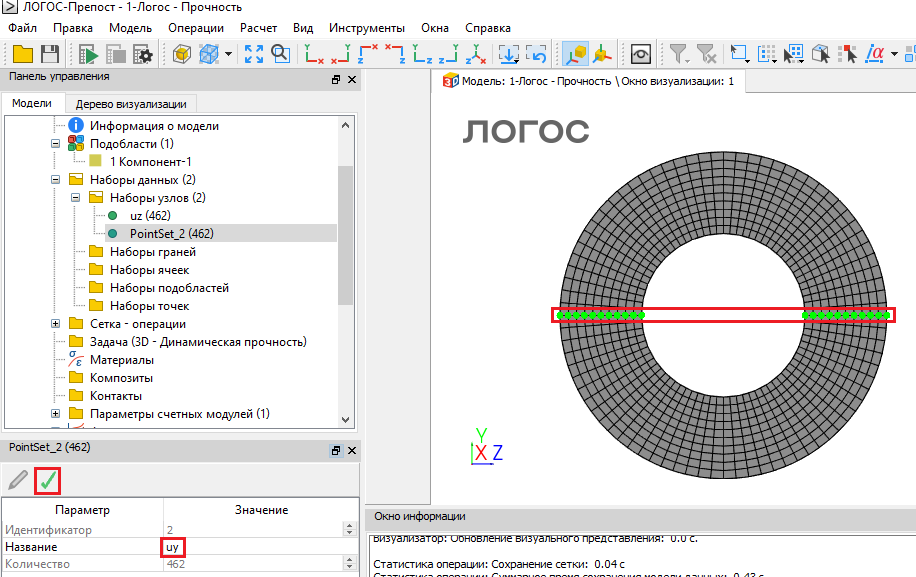 ЛОГОС-Препост - 1-Логос - Прочность
Файл Правка Модель Операции Расчет Вид Инструменты Окна Справка
Панель управления
Модели Дерево визуализации
Информация о модели
Подобласти (1)
1 Компонент-1
Наборы данных (2)
Наборы узлов (2)
uz (462)
PointSet_2 (462)
Наборы граней
Наборы ячеек
Наборы подобластей
Наборы точек
Сетка - операции
Задача (3D - Динамическая прочность)
Материалы
Композиты
Контакты
Параметры счетных модулей (1)
PointSet_2 (462)
Параметр Значение
Идентификатор 2
Название uy
Количество 462
Модель: 1-Логос - Прочность \ Окно визуализации: 1
ЛОГОС
Y
X Z
Окно информации
Визуализатор: Обновление визуального представления: 0.0 с.
Статистика операции: Сохранение сетки: 0.04 с
Статистика операции: Суммарное время сохранения модели данных: 0.43 с